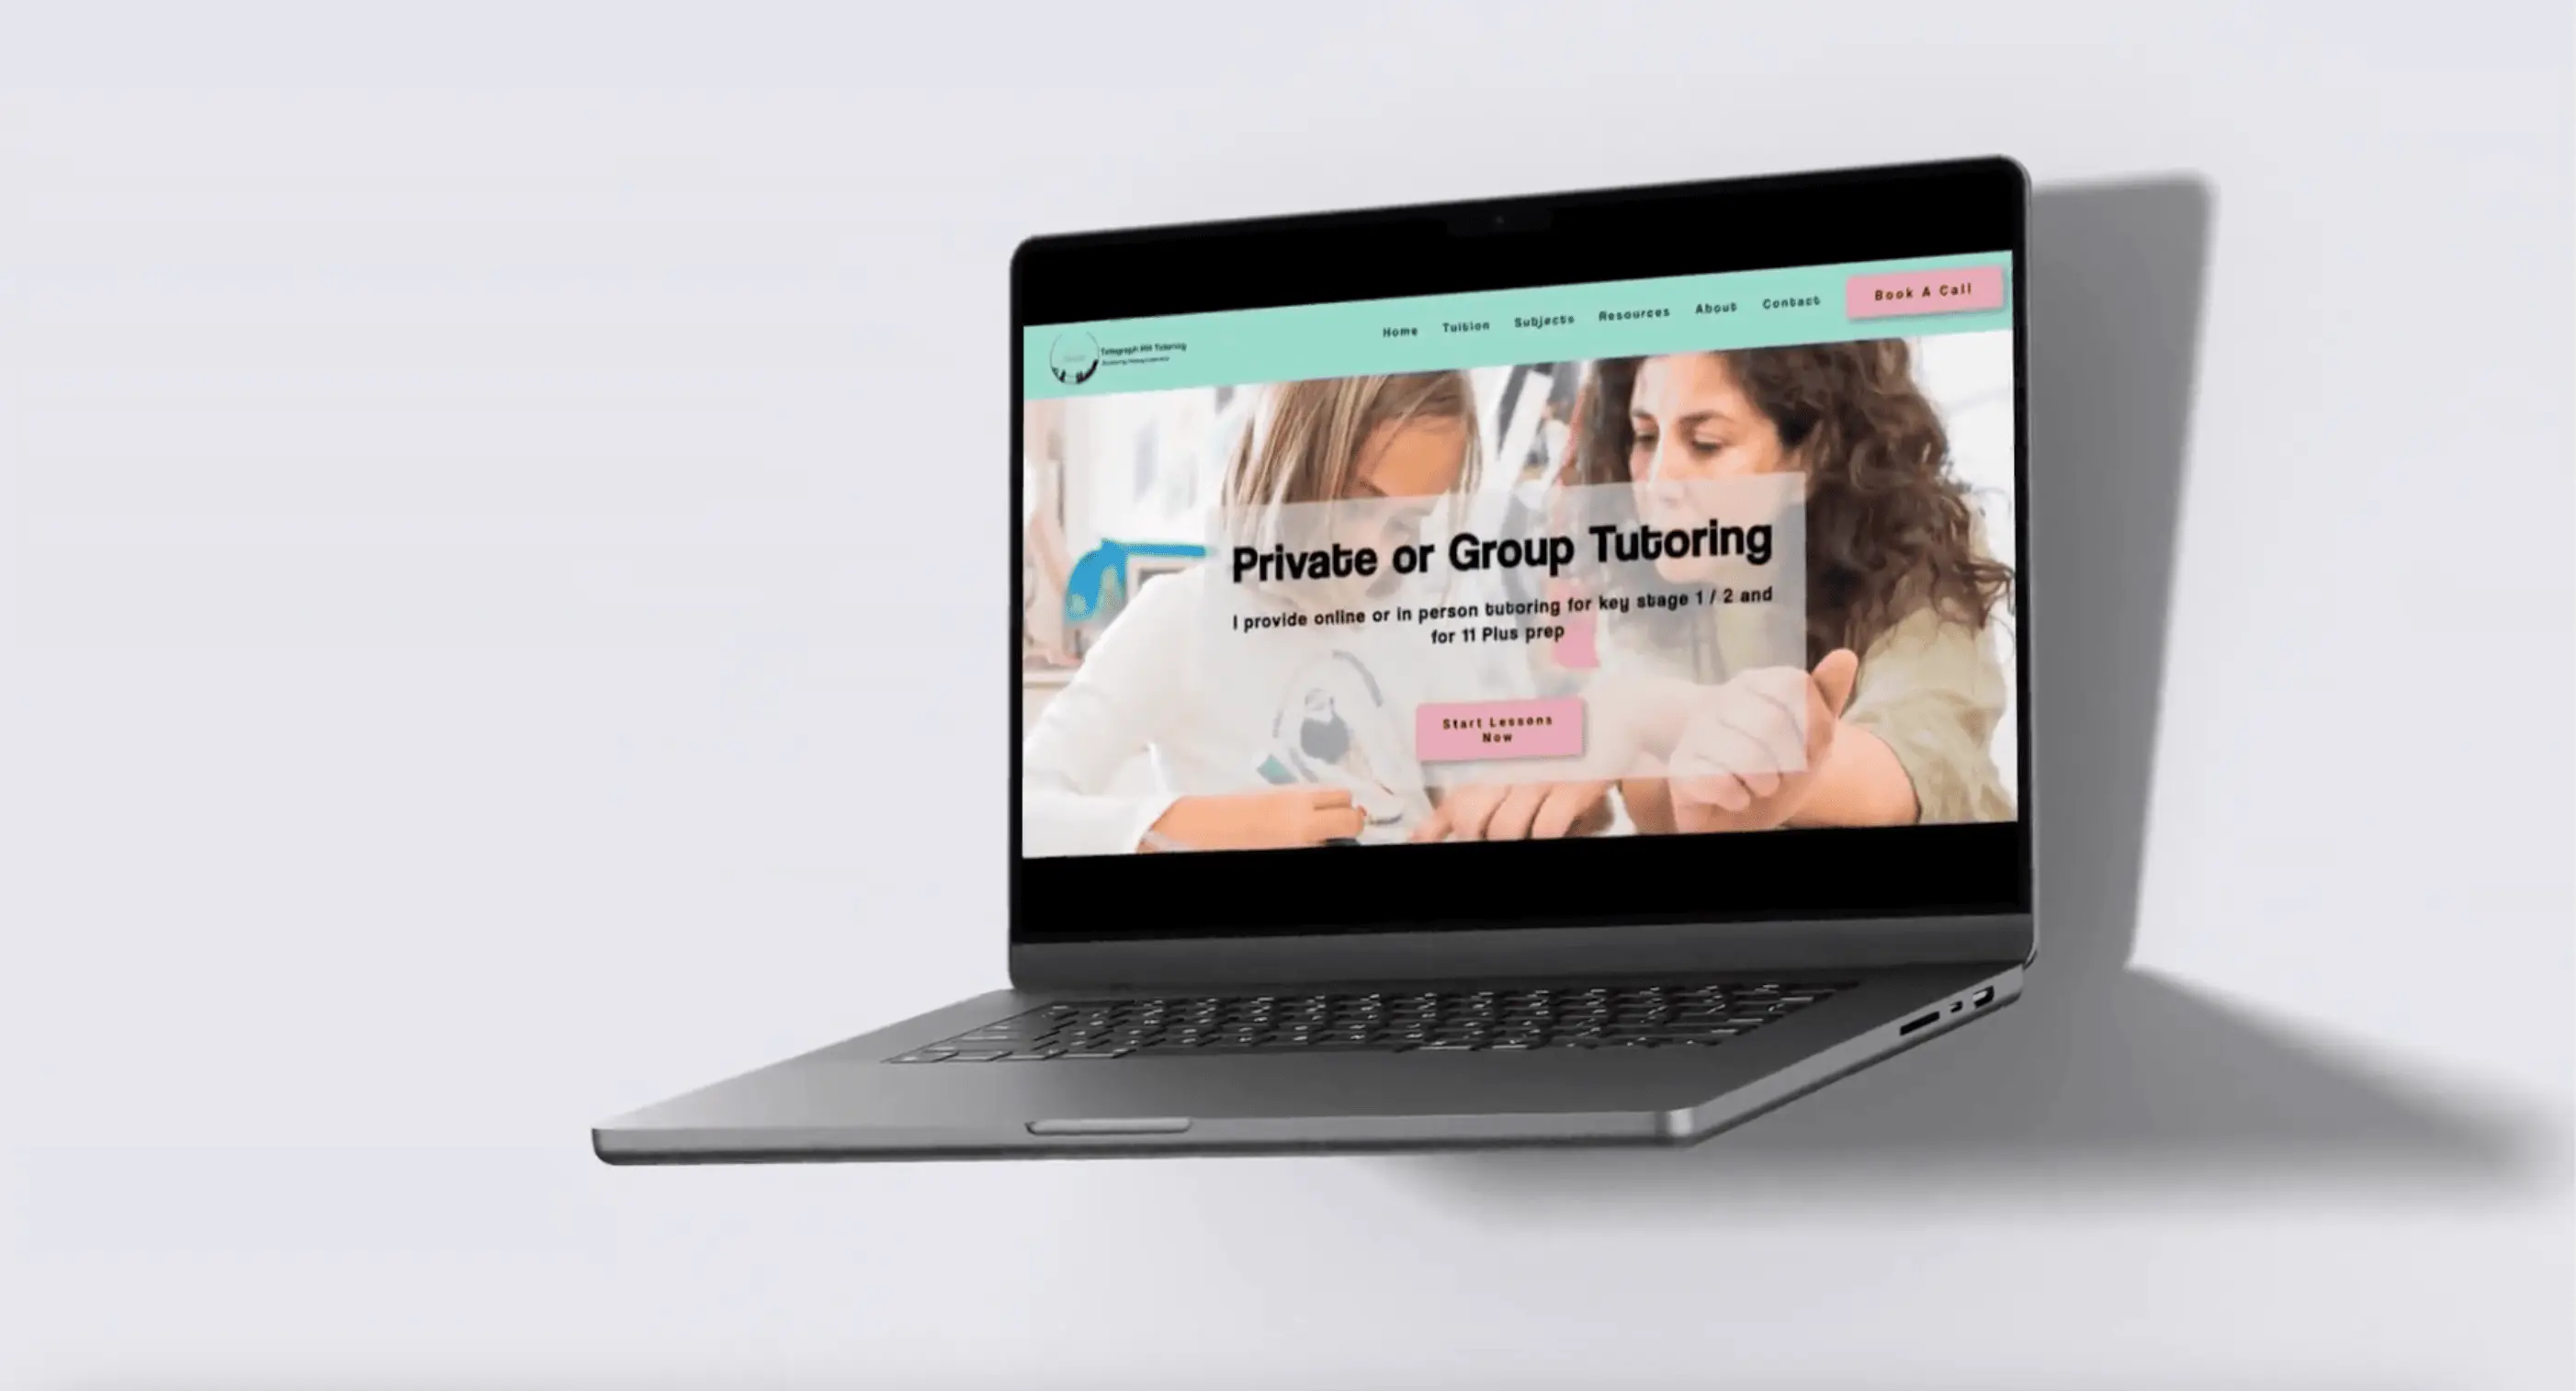 Home Tuition Subjects Resources About Contact Book A Call
Telegraph Hill Tutoring
Private or Group Tutoring
I provide online or in person tutoring for key stage 1 / 2 and
for 11 Plus prep
Start Lessons
Now